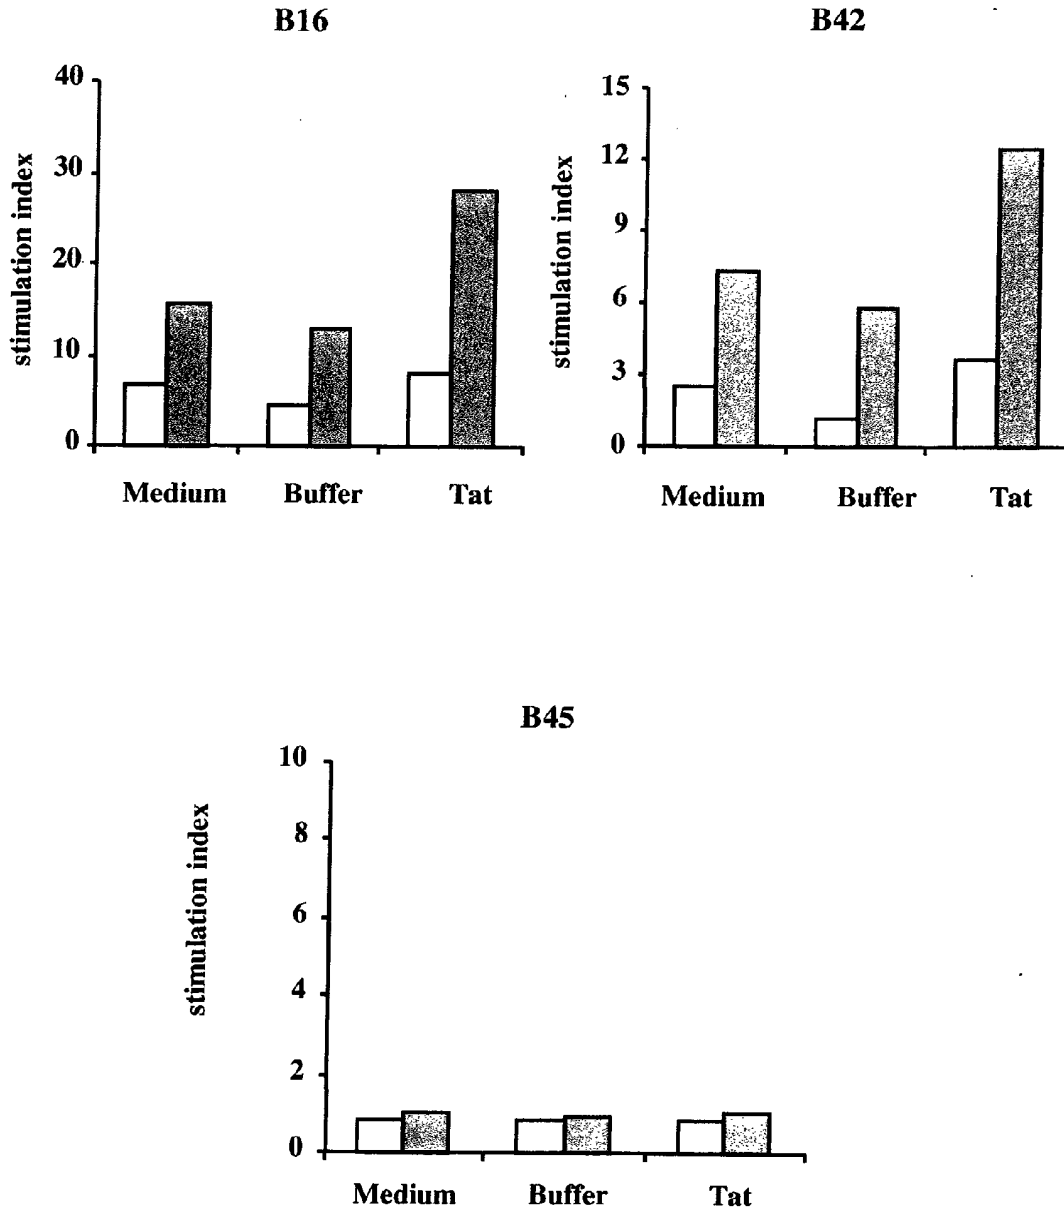 B16
stimulation index
40
30
20
10
0
Medium Buffer Tat
B42
stimulation index
15
12
9
6
3
0
Medium Buffer Tat
B45
stimulation index
10
8
6
4
2
0
Medium Buffer Tat